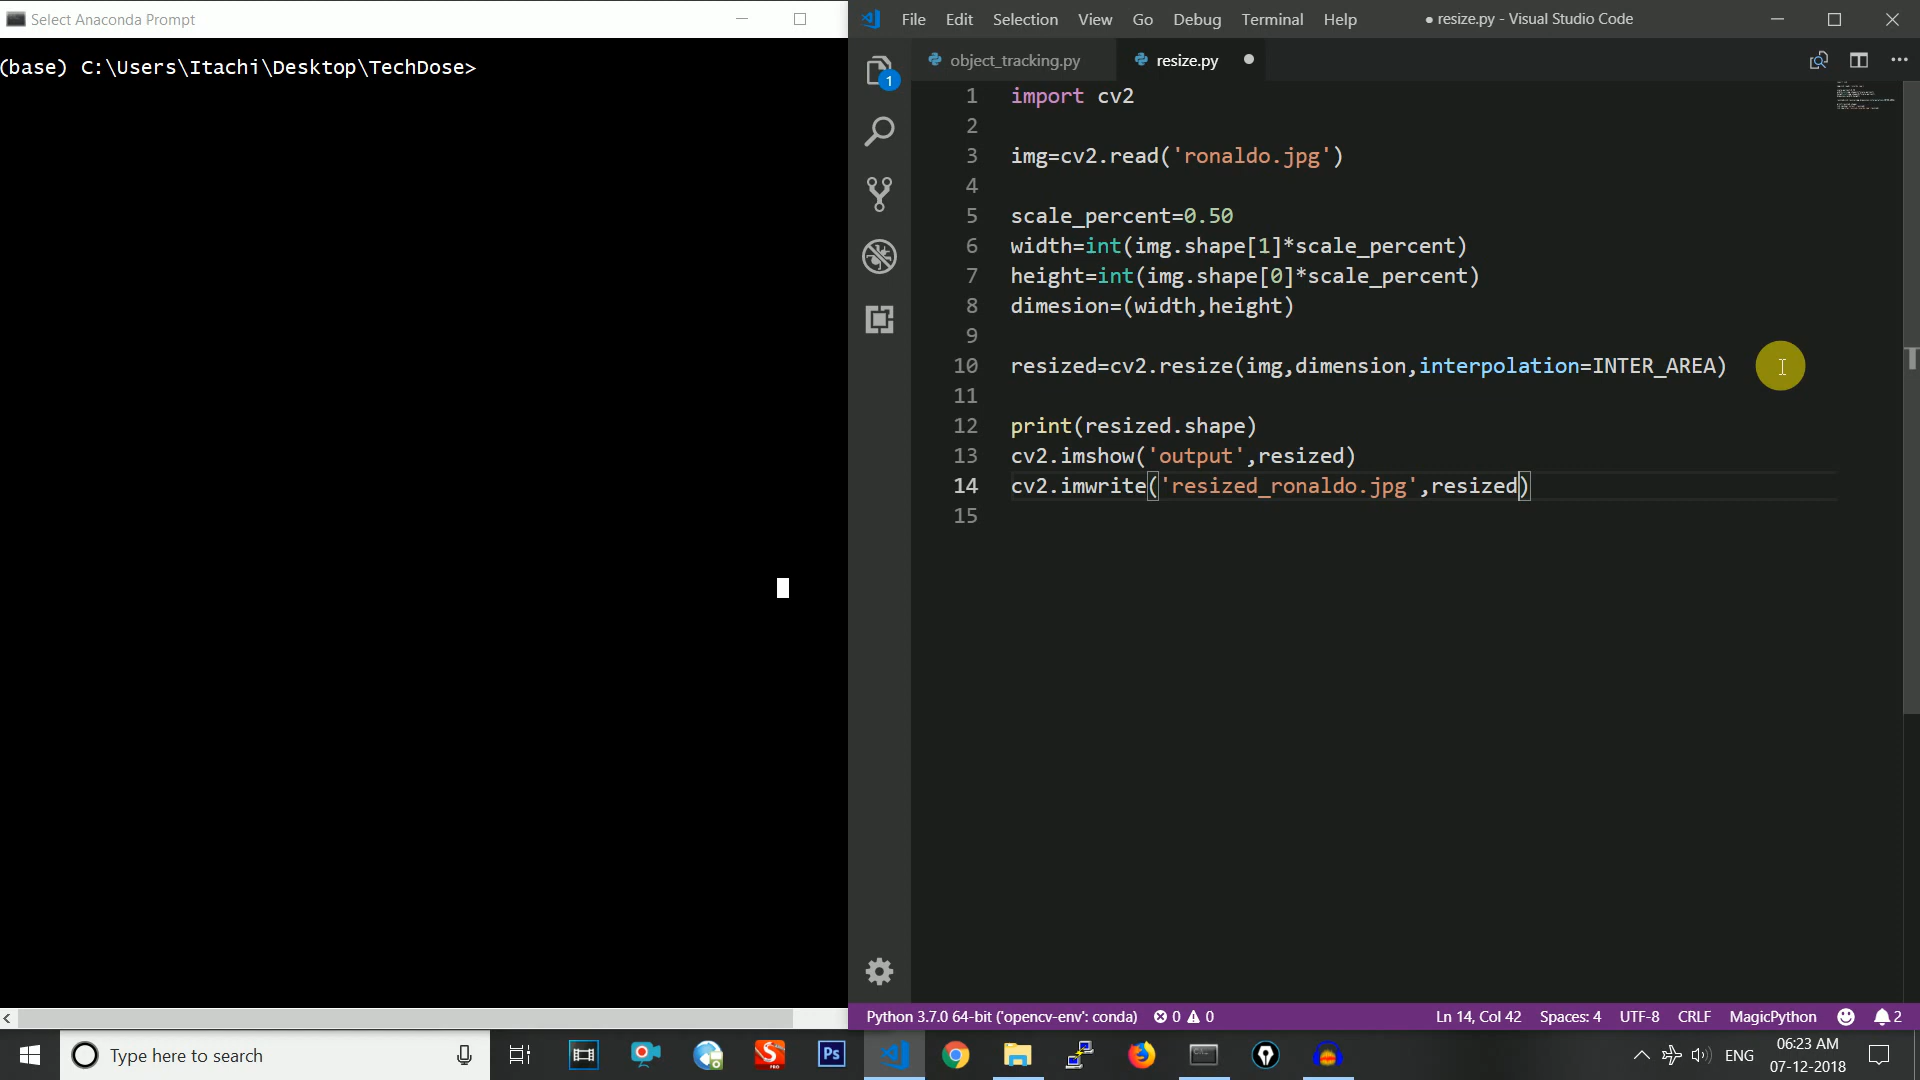 Select Anaconda Prompt
(base) C:\Users\Itachi\Desktop\TechDose>
File Edit Selection View Go Debug Terminal Help
● resize.py - Visual Studio Code
object_tracking.py
resize.py ●
1
1 import cv2
2
3 img=cv2.read('ronaldo.jpg')
4
5 scale_percent=0.50
6 width=int(img.shape[1]*scale_percent)
7 height=int(img.shape[0]*scale_percent)
8 dimesion=(width,height)
9
10 resized=cv2.resize(img,dimension,interpolation=INTER_AREA)
11
12 print(resized.shape)
13 cv2.imshow('output',resized)
14 cv2.imwrite('resized_ronaldo.jpg',resized)
15
Python 3.7.0 64-bit ('opencv-env': conda) 0 0 Ln 14, Col 42 Spaces: 4 UTF-8 CRLF MagicPython 2
Type here to search
Ps
ENG
06:23 AM
07-12-2018